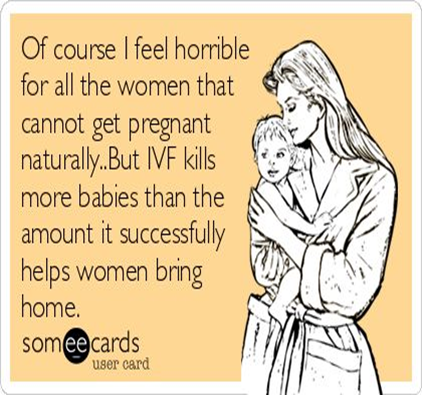 Of course I feel horrible
for all the women that
cannot get pregnant
naturally..But IVF kills
more babies than the
amount it successfully
helps women bring
home.
someecards
user card